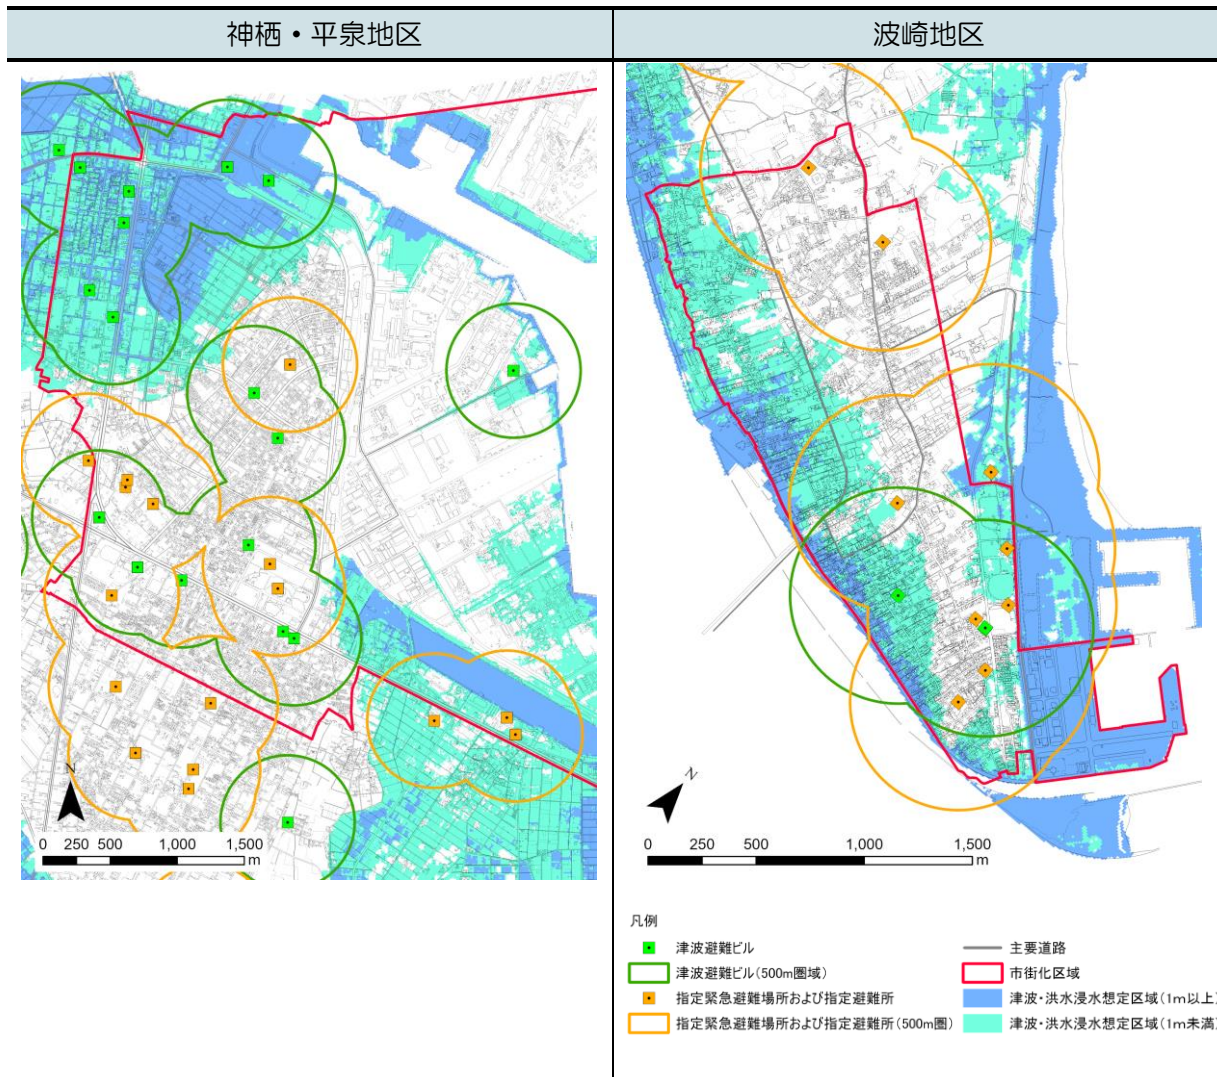 神栖・平泉地区
波崎地区
N
0 250 500 1,000 1,500
m
N
0 250 500 1,000 1,500
m
凡例
津波避難ビル
津波避難ビル(500m圏域)
指定緊急避難場所および指定避難所
指定緊急避難場所および指定避難所(500m圏)
主要道路
市街化区域
津波・洪水浸水想定区域(1m以上)
津波・洪水浸水想定区域(1m未満)